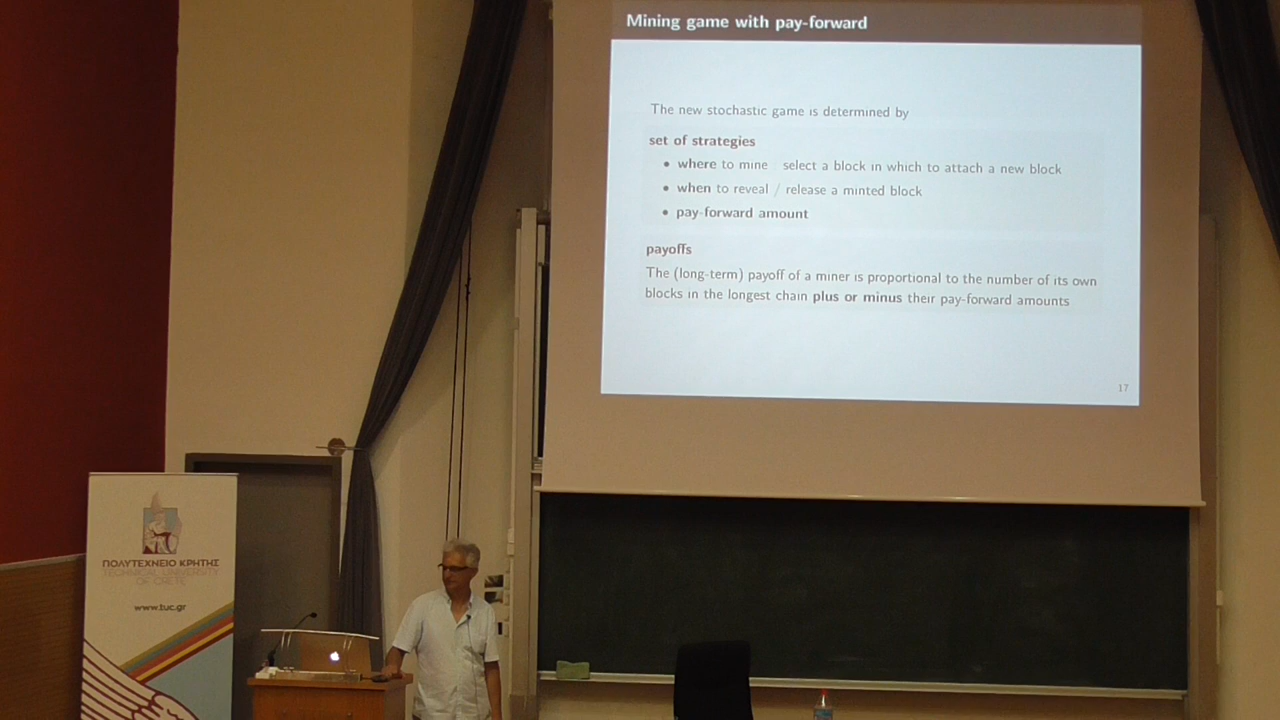 Mining game with pay-forward
The new stochastic game is determined by
set of strategies
• where to mine / select a block in which to attach a new block
• when to reveal / release a minted block
• pay-forward amount
payoffs
The (long-term) payoff of a miner is proportional to the number of its own
blocks in the longest chain plus or minus their pay-forward amounts
17
ΠΟΛΥΤΕΧΝΕΙΟ ΚΡΗΤΗΣ
TECHNICAL UNIVERSITY
OF CRETE
www.tuc.gr